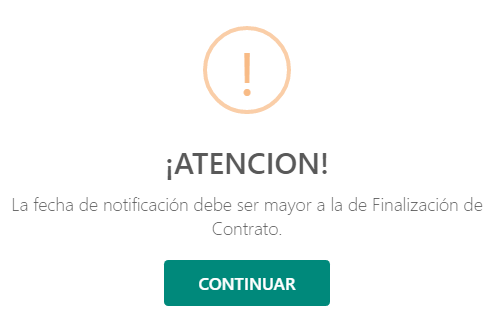 ¡ATENCION!
La fecha de notificación debe ser mayor a la de Finalización de
Contrato.
CONTINUAR